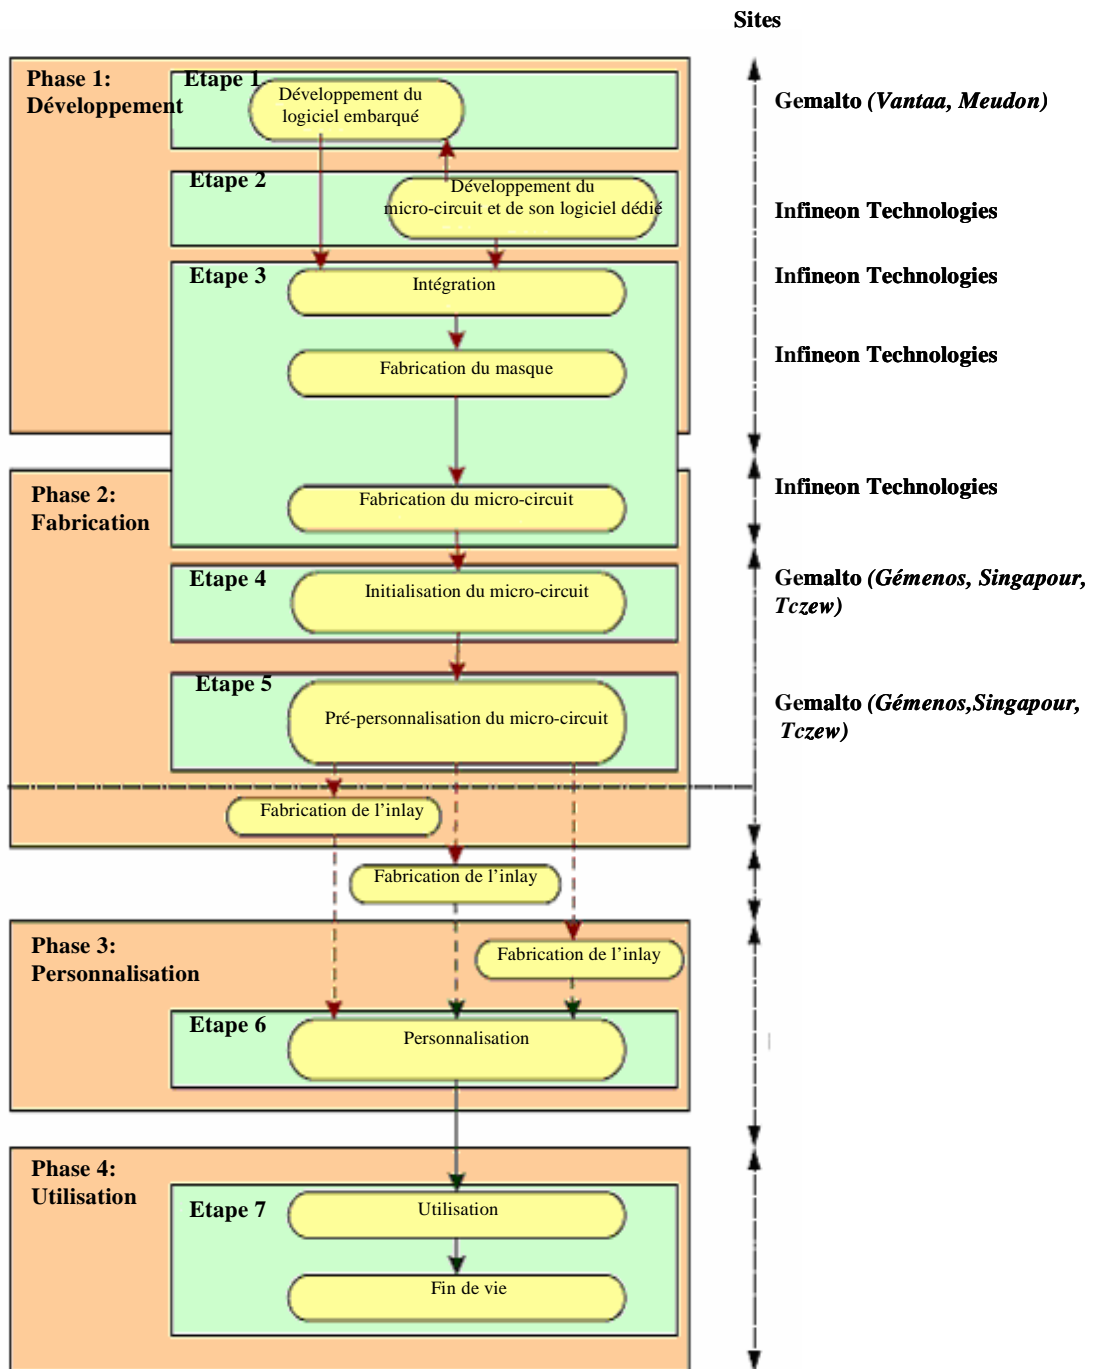 Sites
Phase 1:
Développement
Etape 1
Développement du
logiciel embarqué
Gemalto (Vantaa, Meudon)
Etape 2
Développement du
micro-circuit et de son logiciel dédié
Infineon Technologies
Etape 3
Intégration
Infineon Technologies
Fabrication du masque
Infineon Technologies
Phase 2:
Fabrication
Fabrication du micro-circuit
Infineon Technologies
Etape 4
Initialisation du micro-circuit
Gemalto (Gémenos, Singapour,
Tczew)
Etape 5
Pré-personnalisation du micro-circuit
Gemalto (Gémenos,Singapour,
Tczew)
Fabrication de l’inlay
Fabrication de l’inlay
Phase 3:
Personnalisation
Fabrication de l’inlay
Etape 6
Personnalisation
Phase 4:
Utilisation
Etape 7
Utilisation
Fin de vie